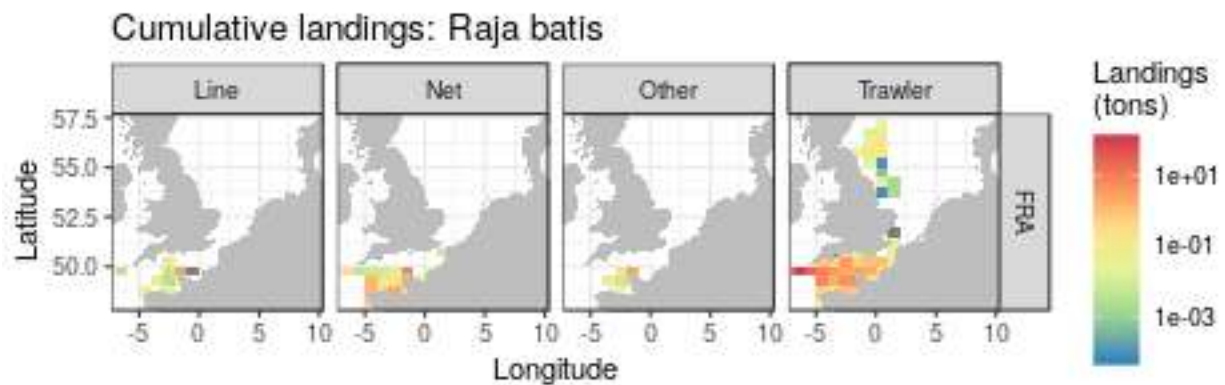 Cumulative landings: Raja batis
Line
Net
Other
Trawler
Landings
(tons)
57.5
55.0
52.5
50.0
Latitude
FRA
1e+01
1e-01
1e-03
-5 0 5 10
-5 0 5 10
-5 0 5 10
-5 0 5 10
Longitude